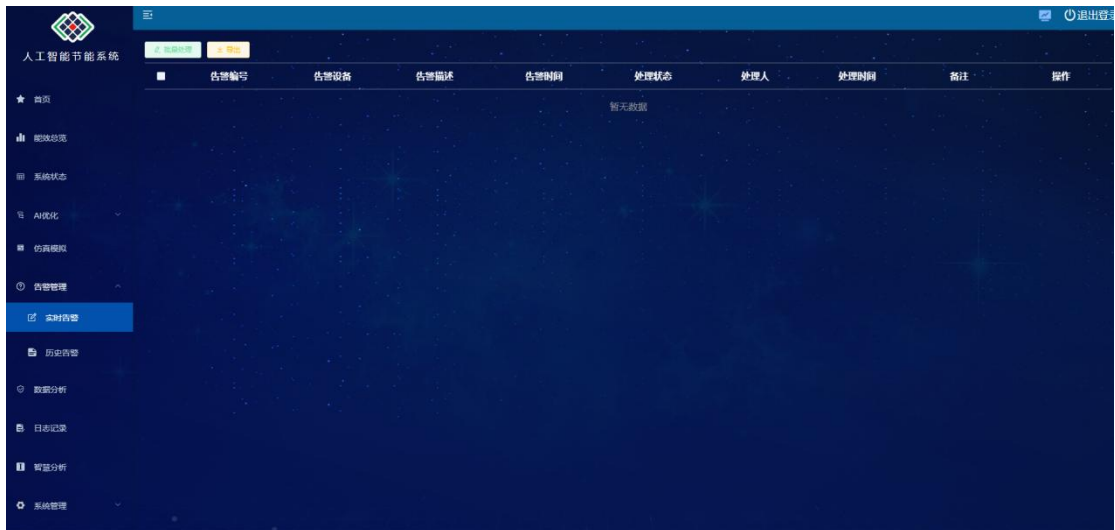 退出登录
人工智能节能系统
批量处理 导出
告警编号 告警设备 告警描述 告警时间 处理状态 处理人 处理时间 备注 操作
暂无数据
首页
能效总览
系统状态
AI优化
仿真模拟
告警管理
实时告警
历史告警
数据分析
日志记录
智慧分析
系统管理